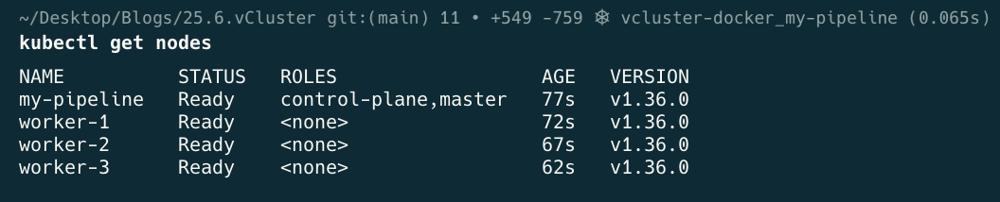 ~/Desktop/Blogs/25.6.vCluster git:(main) 11 • +549 -759 ⎈ vcluster-docker_my-pipeline (0.065s)
kubectl get nodes
NAME STATUS ROLES AGE VERSION
my-pipeline Ready control-plane,master 77s v1.36.0
worker-1 Ready <none> 72s v1.36.0
worker-2 Ready <none> 67s v1.36.0
worker-3 Ready <none> 62s v1.36.0